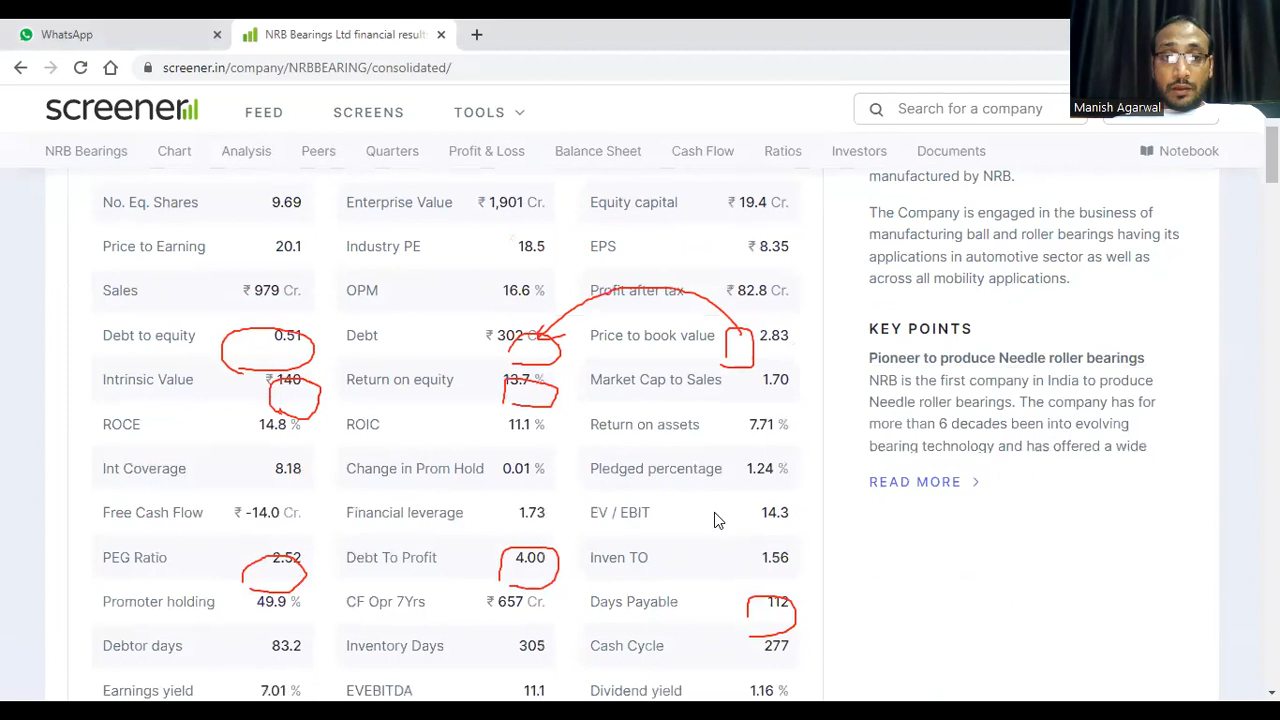 WhatsApp
NRB Bearings Ltd financial results
screener.in/company/NRBBEARING/consolidated/
Manish Agarwal
screener FEED SCREENS TOOLS Search for a company
NRB Bearings Chart Analysis Peers Quarters Profit & Loss Balance Sheet Cash Flow Ratios Investors Documents Notebook
No. Eq. Shares 9.69 Enterprise Value ₹ 1,901 Cr. Equity capital ₹ 19.4 Cr.
Price to Earning 20.1 Industry PE 18.5 EPS ₹ 8.35
Sales ₹ 979 Cr. OPM 16.6 % Profit after tax ₹ 82.8 Cr.
Debt to equity 0.51 Debt ₹ 302 Cr. Price to book value 2.83
Intrinsic Value ₹ 140 Return on equity 13.7 % Market Cap to Sales 1.70
ROCE 14.8 % ROIC 11.1 % Return on assets 7.71 %
Int Coverage 8.18 Change in Prom Hold 0.01 % Pledged percentage 1.24 %
Free Cash Flow ₹ -14.0 Cr. Financial leverage 1.73 EV / EBIT 14.3
PEG Ratio 2.52 Debt To Profit 4.00 Inven TO 1.56
Promoter holding 49.9 % CF Opr 7Yrs ₹ 657 Cr. Days Payable 112
Debtor days 83.2 Inventory Days 305 Cash Cycle 277
Earnings yield 7.01 % EVEBITDA 11.1 Dividend yield 1.16 %
manufactured by NRB.
The Company is engaged in the business of
manufacturing ball and roller bearings having its
applications in automotive sector as well as
across all mobility applications.
KEY POINTS
Pioneer to produce Needle roller bearings
NRB is the first company in India to produce
Needle roller bearings. The company has for
more than 6 decades been into evolving
bearing technology and has offered a wide
READ MORE